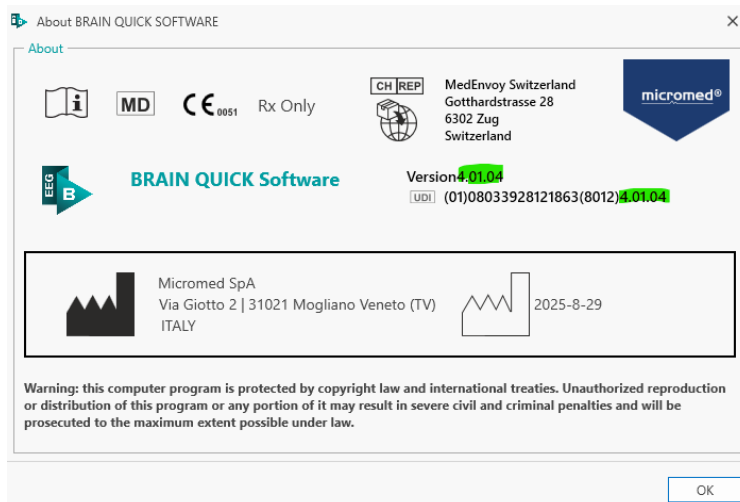 About BRAIN QUICK SOFTWARE
About
i
MD
CE 0051
Rx Only
CH REP
MedEnvoy Switzerland
Gotthardstrasse 28
6302 Zug
Switzerland
micromed®
EEG
B
BRAIN QUICK Software
Version4.01.04
UDI (01)08033928121863(8012)4.01.04
Micromed SpA
Via Giotto 2 | 31021 Mogliano Veneto (TV)
ITALY
2025-8-29
Warning: this computer program is protected by copyright law and international treaties. Unauthorized reproduction
or distribution of this program or any portion of it may result in severe civil and criminal penalties and will be
prosecuted to the maximum extent possible under law.
OK